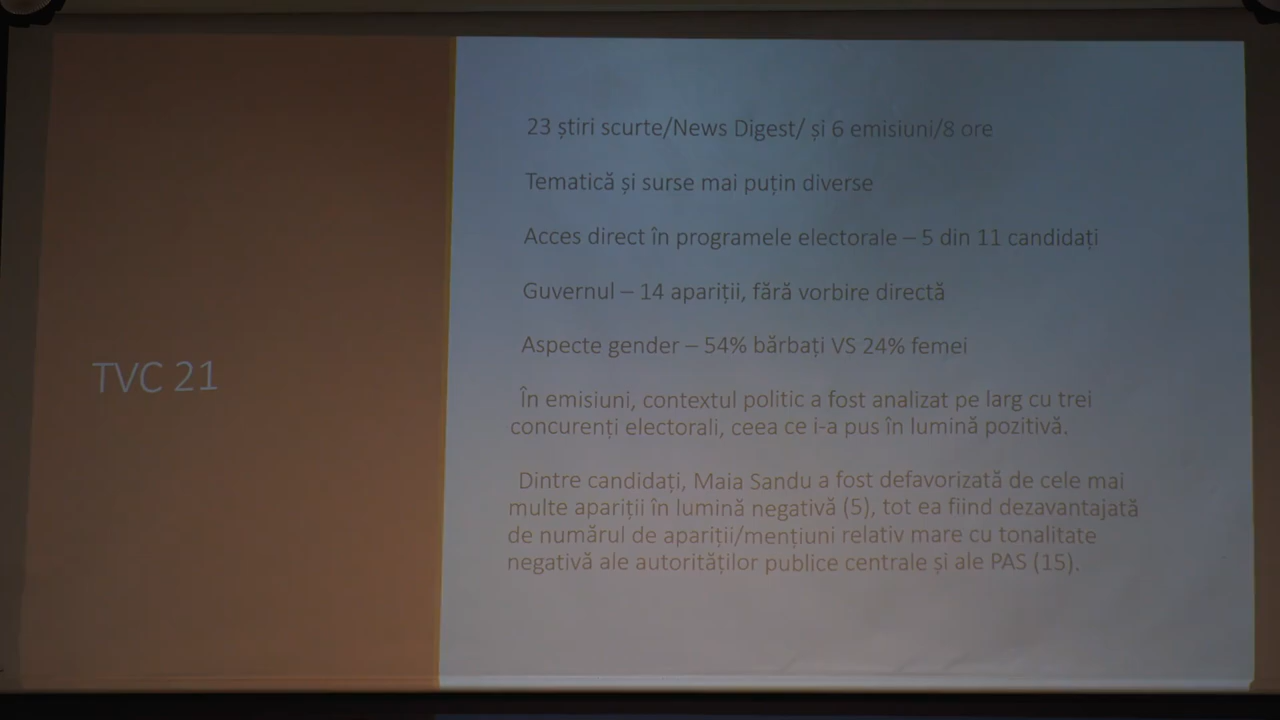 TVC 21
23 știri scurte/News Digest/ și 6 emisiuni/8 ore
Tematică și surse mai puțin diverse
Acces direct în programele electorale – 5 din 11 candidați
Guvernul – 14 apariții, fără vorbire directă
Aspecte gender – 54% bărbați VS 24% femei
În emisiuni, contextul politic a fost analizat pe larg cu trei
concurenți electorali, ceea ce i-a pus în lumină pozitivă.
Dintre candidați, Maia Sandu a fost defavorizată de cele mai
multe apariții în lumină negativă (5), tot ea fiind dezavantajată
de numărul de apariții/mențiuni relativ mare cu tonalitate
negativă ale autorităților publice centrale și ale PAS (15).